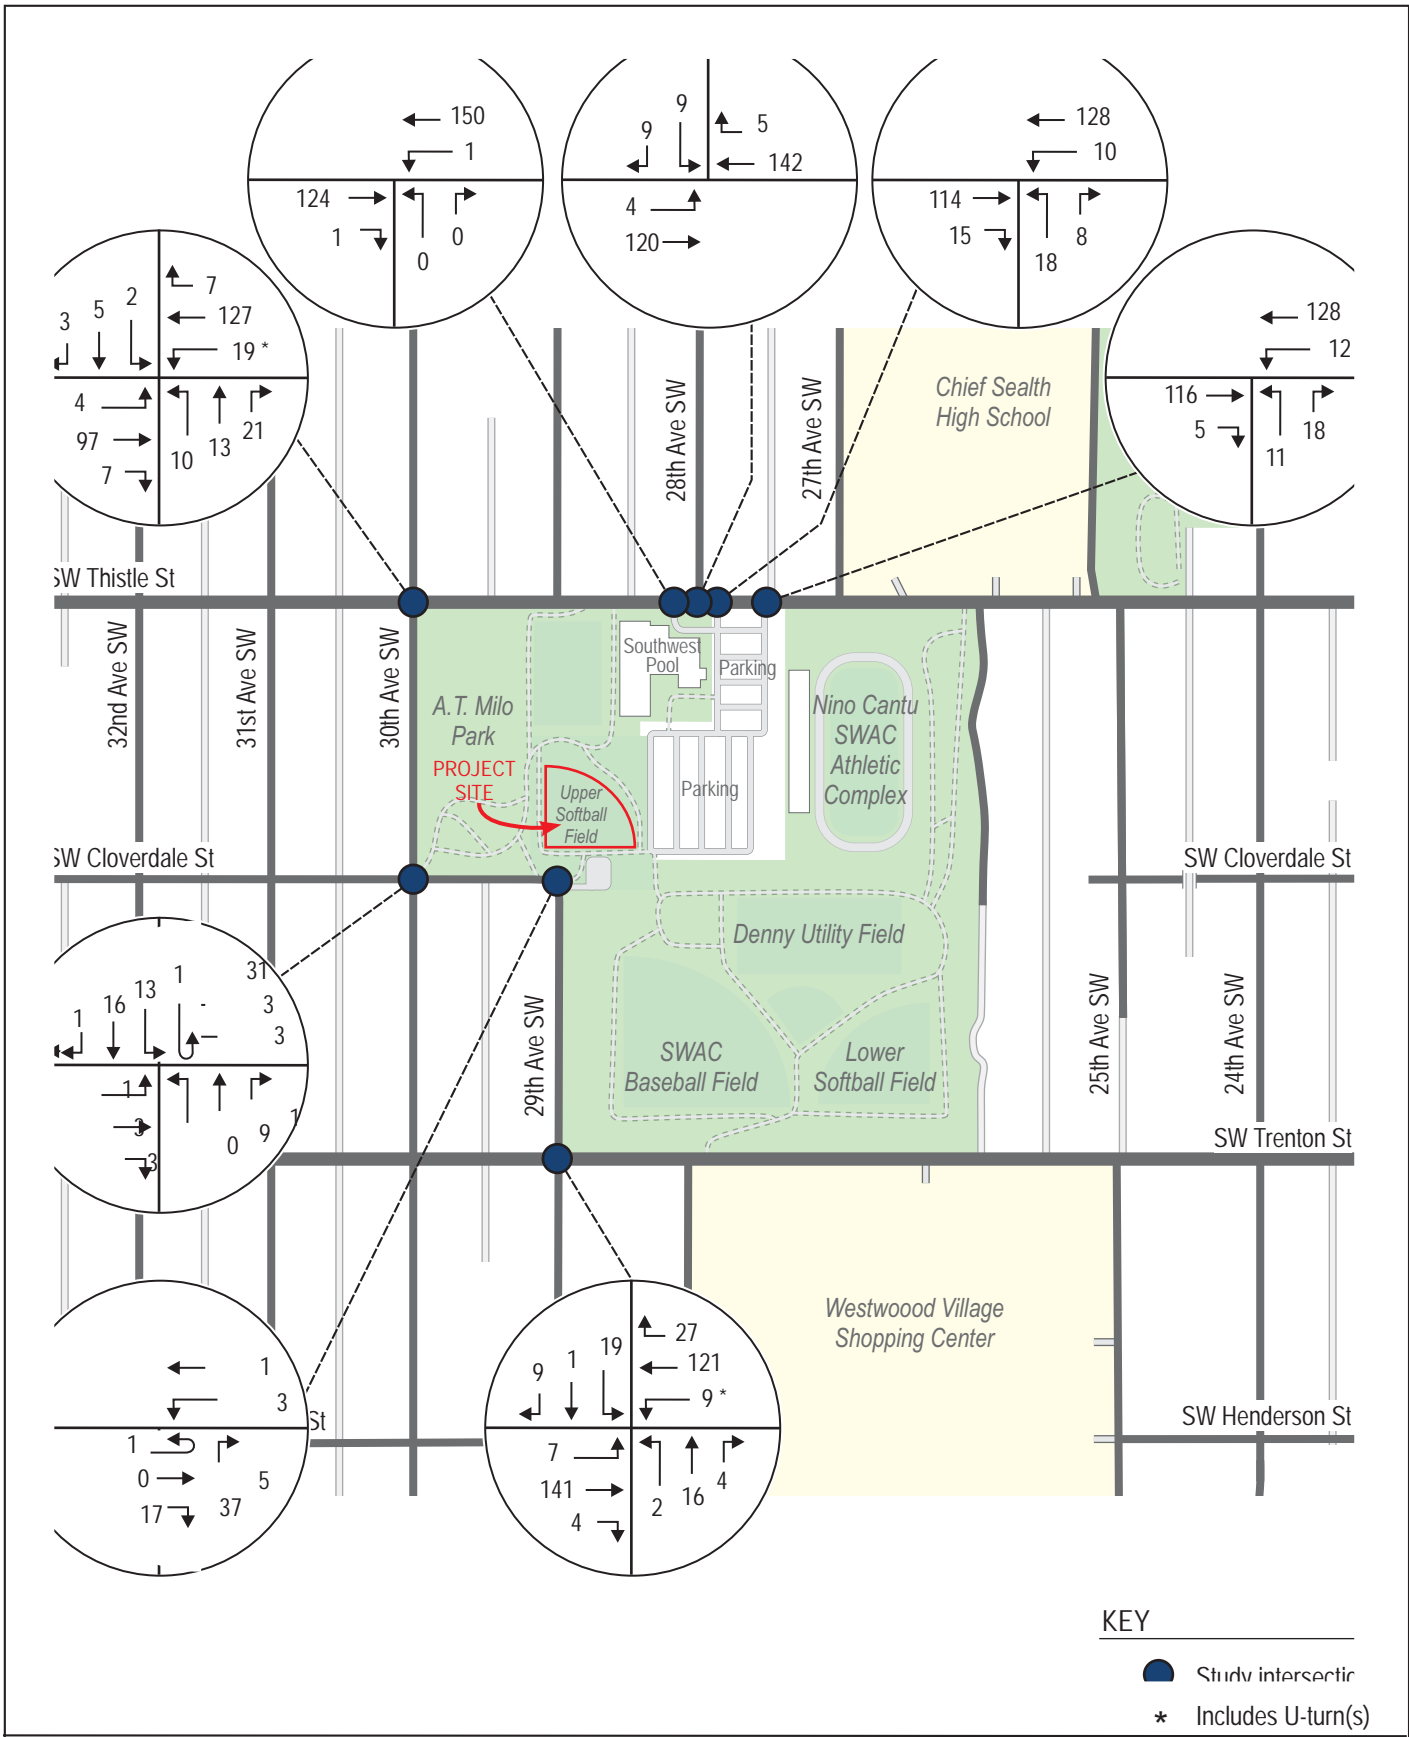 150
1
124
1
0
0
9
9
5
142
4
120
128
10
114
15
18
8
3
5
2
7
127
19 *
4
97
7
10
13
21
128
12
116
5
11
18
Chief Sealth
High School
28th Ave SW
27th Ave SW
SW Thistle St
32nd Ave SW
31st Ave SW
30th Ave SW
Southwest
Pool
Parking
A.T. Milo
Park
Nino Cantu
SWAC
Athletic
Complex
PROJECT
SITE
Upper
Softball
Field
Parking
SW Cloverdale St
SW Cloverdale St
Denny Utility Field
29th Ave SW
SWAC
Baseball Field
Lower
Softball Field
25th Ave SW
24th Ave SW
1
16
13
1
-
31
3
3
1
3
3
0
9
1
SW Trenton St
Westwoood Village
Shopping Center
1
3
St
1
0
17
37
5
9
1
19
27
121
9 *
7
141
4
2
16
4
SW Henderson St
KEY
Study intersectic
* Includes U-turn(s)